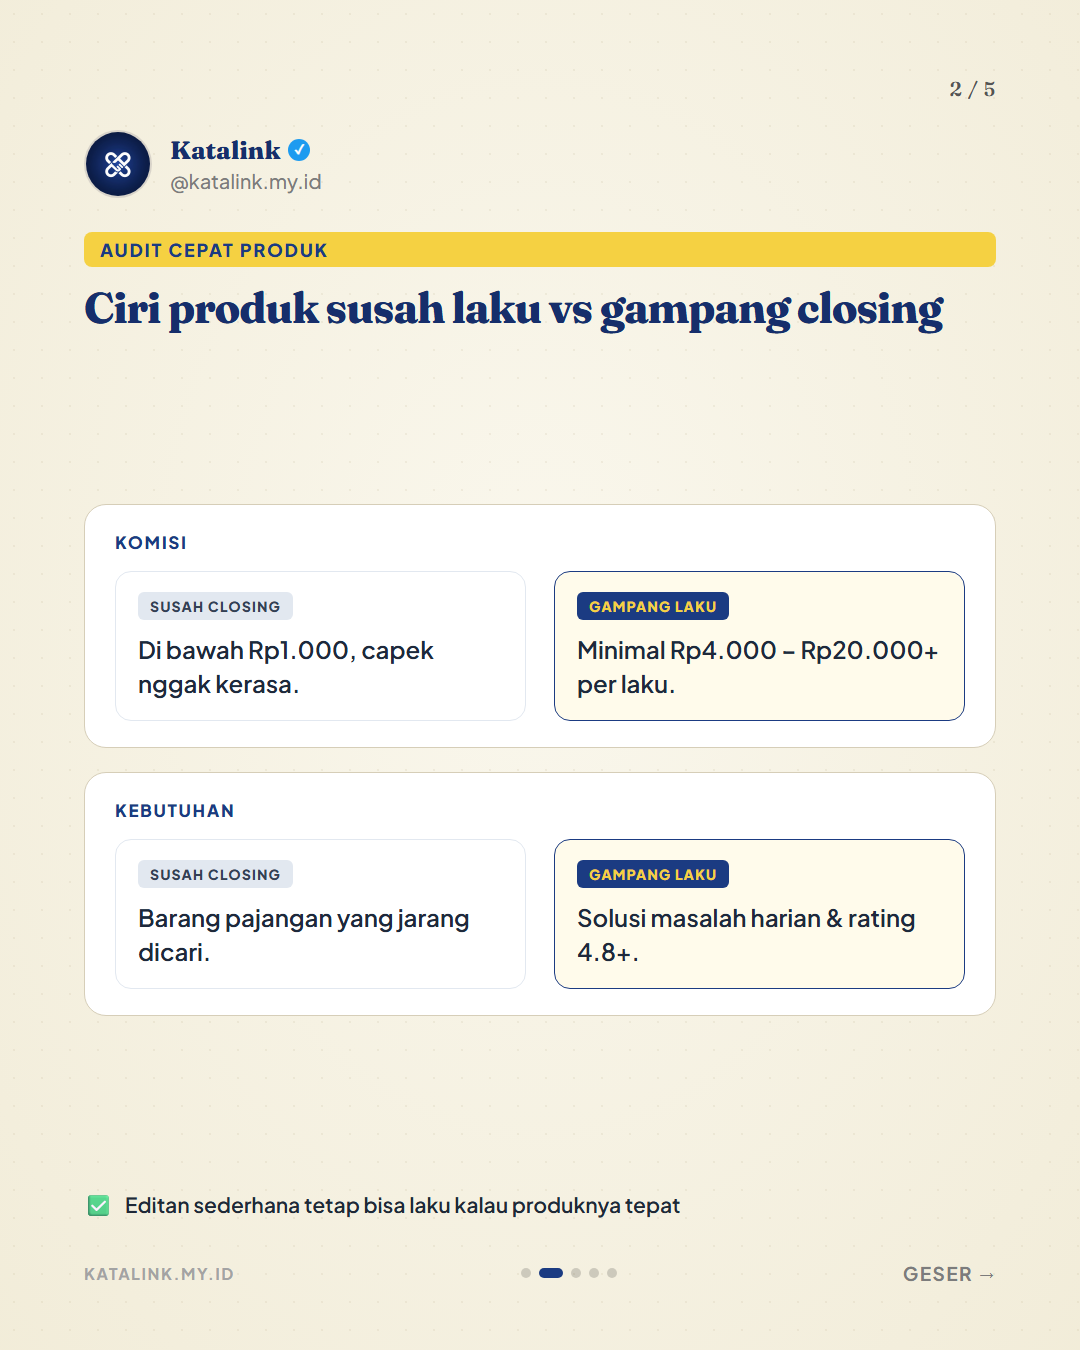 2 / 5
Katalink
@katalink.my.id
AUDIT CEPAT PRODUK
Ciri produk susah laku vs gampang closing
KOMISI
SUSAH CLOSING
Di bawah Rp1.000, capek
nggak kerasa.
GAMPANG LAKU
Minimal Rp4.000 – Rp20.000+
per laku.
KEBUTUHAN
SUSAH CLOSING
Barang pajangan yang jarang
dicari.
GAMPANG LAKU
Solusi masalah harian & rating
4.8+.
✅ Editan sederhana tetap bisa laku kalau produknya tepat
KATALINK.MY.ID
GESER →